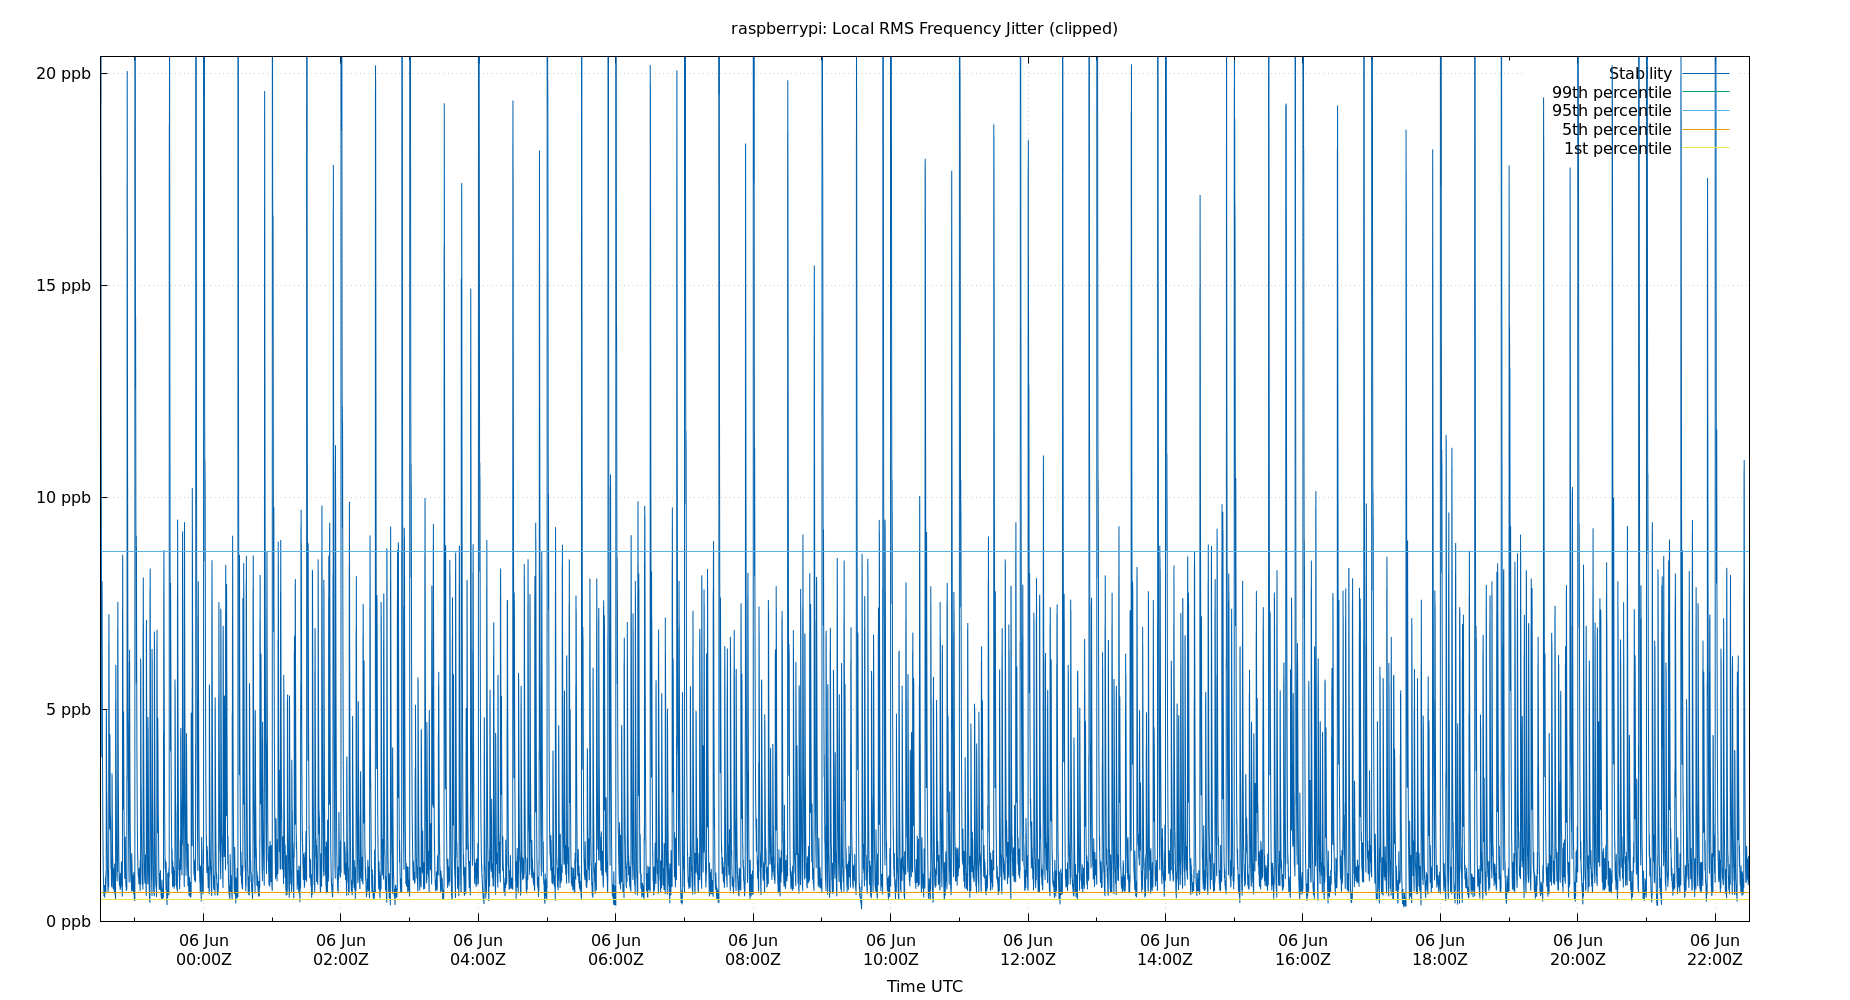 raspberrypi: Local RMS Frequency Jitter (clipped)
20 ppb
15 ppb
10 ppb
5 ppb
0 ppb
Stability
99th percentile
95th percentile
5th percentile
1st percentile
06 Jun 06 Jun 06 Jun 06 Jun 06 Jun 06 Jun 06 Jun 06 Jun 06 Jun 06 Jun 06 Jun 06 Jun
00:00Z 02:00Z 04:00Z 06:00Z 08:00Z 10:00Z 12:00Z 14:00Z 16:00Z 18:00Z 20:00Z 22:00Z
Time UTC